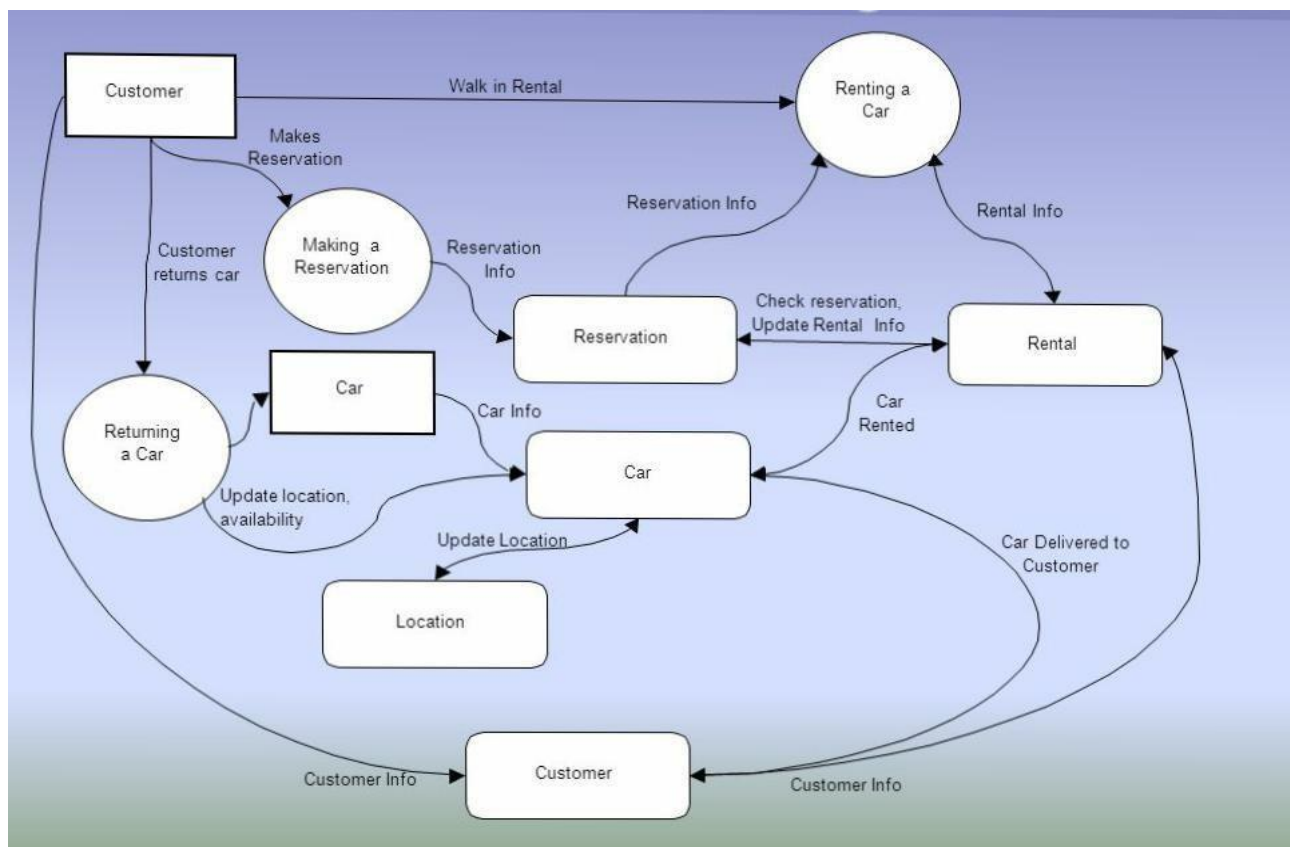 Customer
Walk in Rental
Renting a
Car
Makes
Reservation
Reservation Info
Rental Info
Customer
returns car
Making a
Reservation
Reservation
Info
Check reservation,
Update Rental Info
Reservation
Rental
Car
Car Info
Car
Rented
Returning
a Car
Car
Update location,
availability
Update Location
Car Delivered to
Customer
Location
Customer
Customer Info
Customer Info